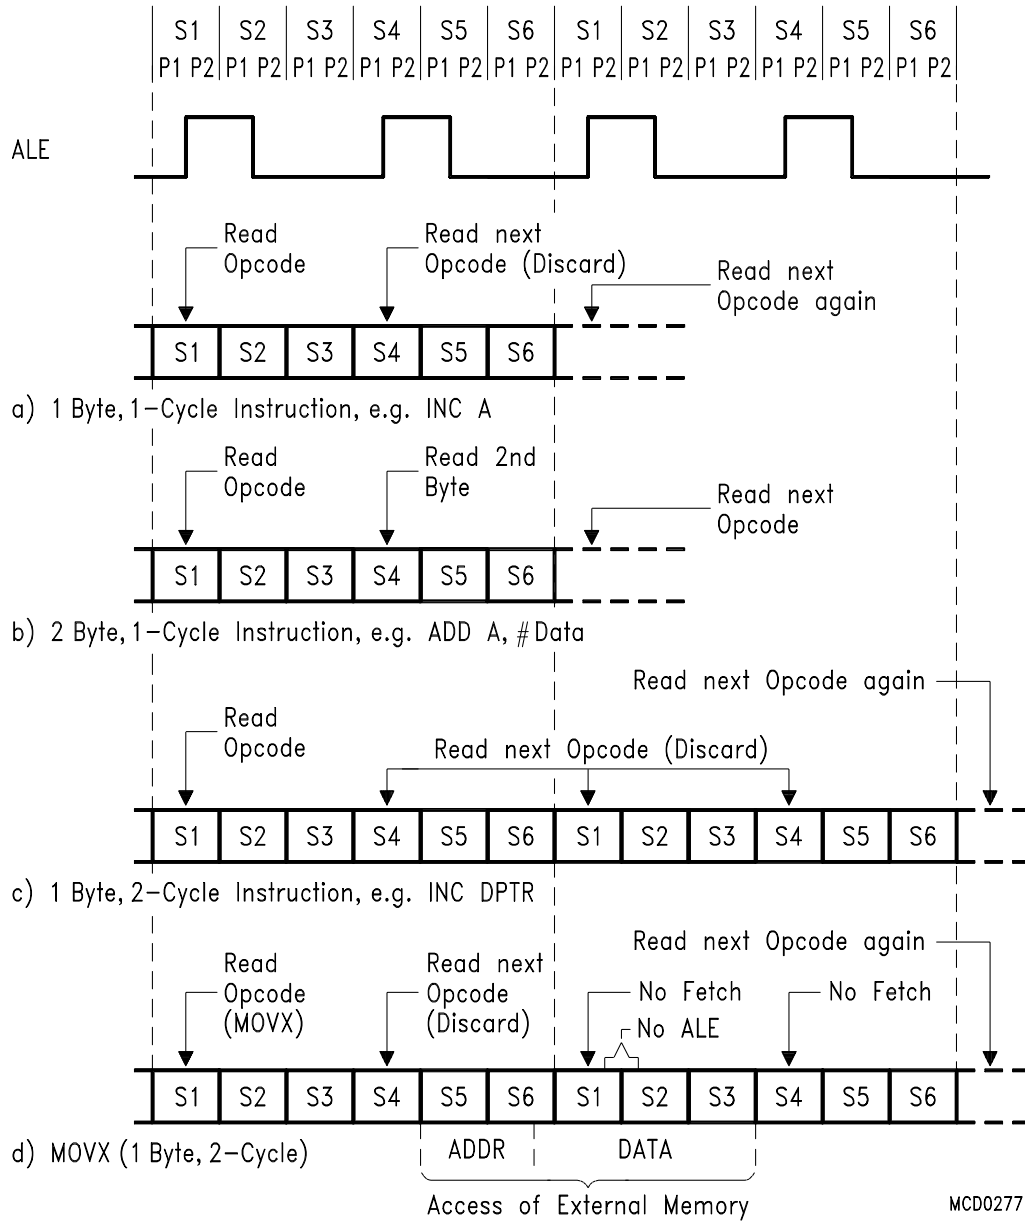 S1 S2 S3 S4 S5 S6 S1 S2 S3 S4 S5 S6
P1 P2 P1 P2 P1 P2 P1 P2 P1 P2 P1 P2 P1 P2 P1 P2 P1 P2 P1 P2 P1 P2 P1 P2
ALE
Read
Opcode
Read next
Opcode (Discard)
Read next
Opcode again
S1 S2 S3 S4 S5 S6
a) 1 Byte, 1-Cycle Instruction, e.g. INC A
Read
Opcode
Read 2nd
Byte
Read next
Opcode
S1 S2 S3 S4 S5 S6
b) 2 Byte, 1-Cycle Instruction, e.g. ADD A, #Data
Read next Opcode again
Read
Opcode
Read next Opcode (Discard)
S1 S2 S3 S4 S5 S6 S1 S2 S3 S4 S5 S6
c) 1 Byte, 2-Cycle Instruction, e.g. INC DPTR
Read next Opcode again
Read
Opcode
(MOVX)
Read next
Opcode
(Discard)
No Fetch
No ALE
No Fetch
S1 S2 S3 S4 S5 S6 S1 S2 S3 S4 S5 S6
d) MOVX (1 Byte, 2-Cycle)
ADDR DATA
Access of External Memory
MCD0277